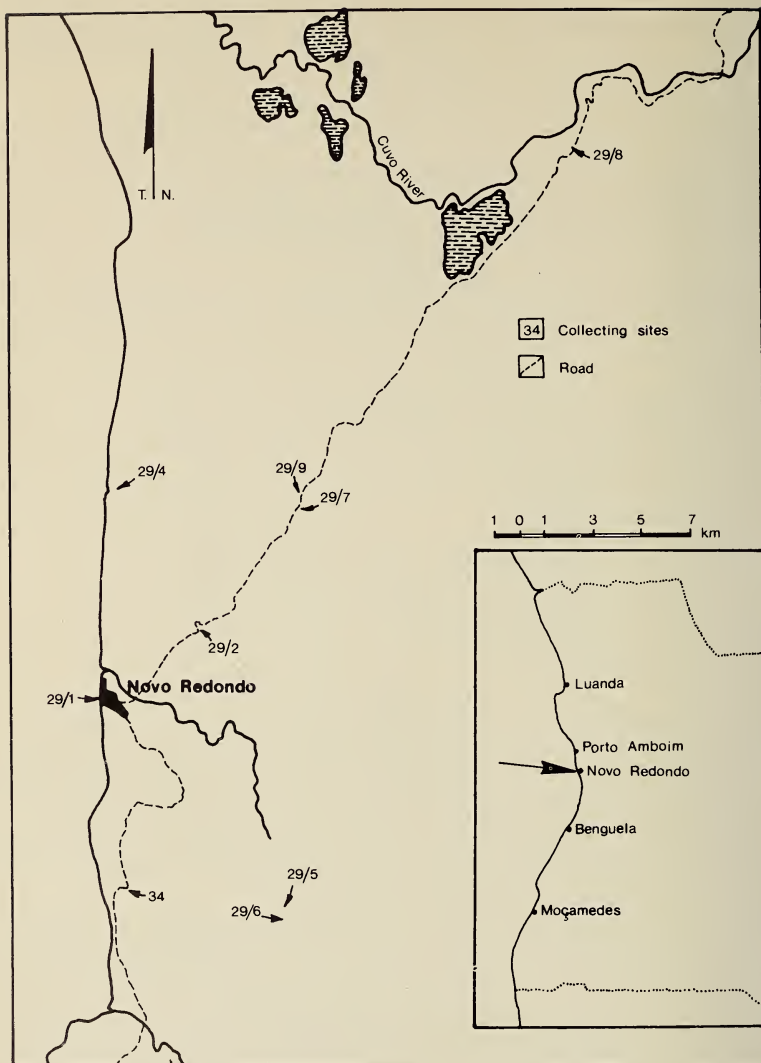 T. N.
Cuvo River
29/8
34 Collecting sites
Road
29/4
29/9
29/7
1 0 1 3 5 7
km
29/2
Novo Redondo
29/1
Luanda
Porto Amboim
Novo Redondo
Benguela
34
29/5
29/6
Moçamedes